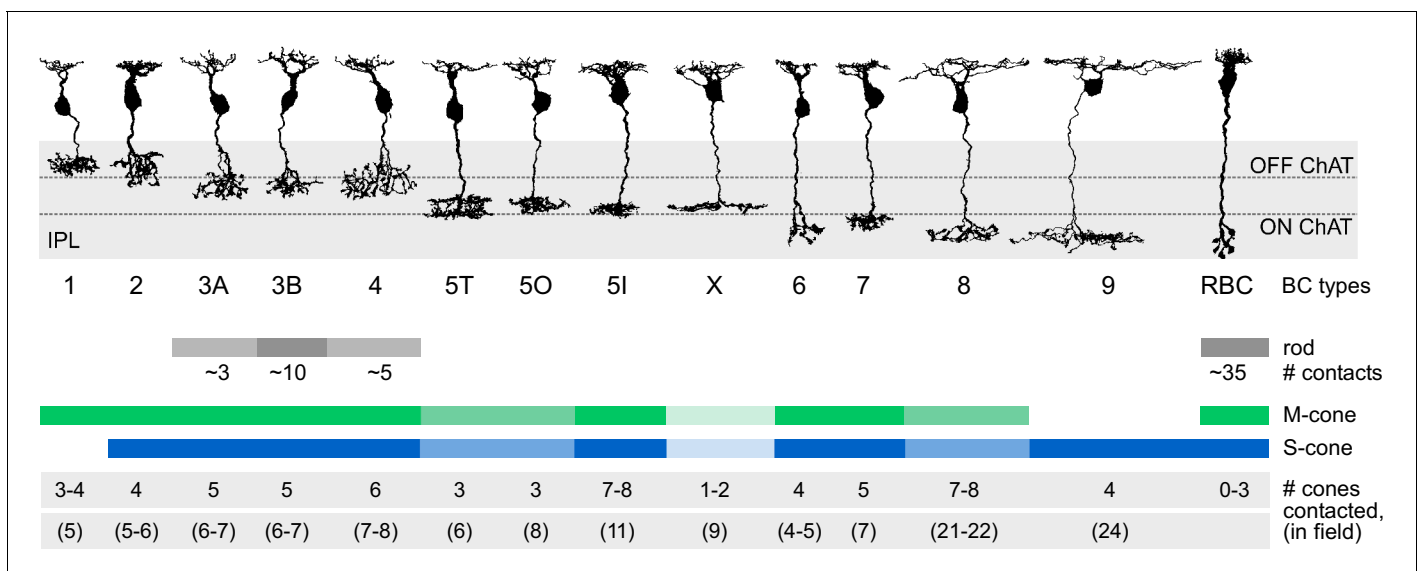 OFF ChAT
ON ChAT
IPL
1 2 3A 3B 4 5T 5O 5I X 6 7 8 9 RBC BC types
rod
~3 ~10 ~5 ~35 # contacts
M-cone
S-cone
3-4 4 5 5 6 3 3 7-8 1-2 4 5 7-8 4 0-3 # cones
contacted,
(5) (5-6) (6-7) (6-7) (7-8) (6) (8) (11) (9) (4-5) (7) (21-22) (24) (in field)